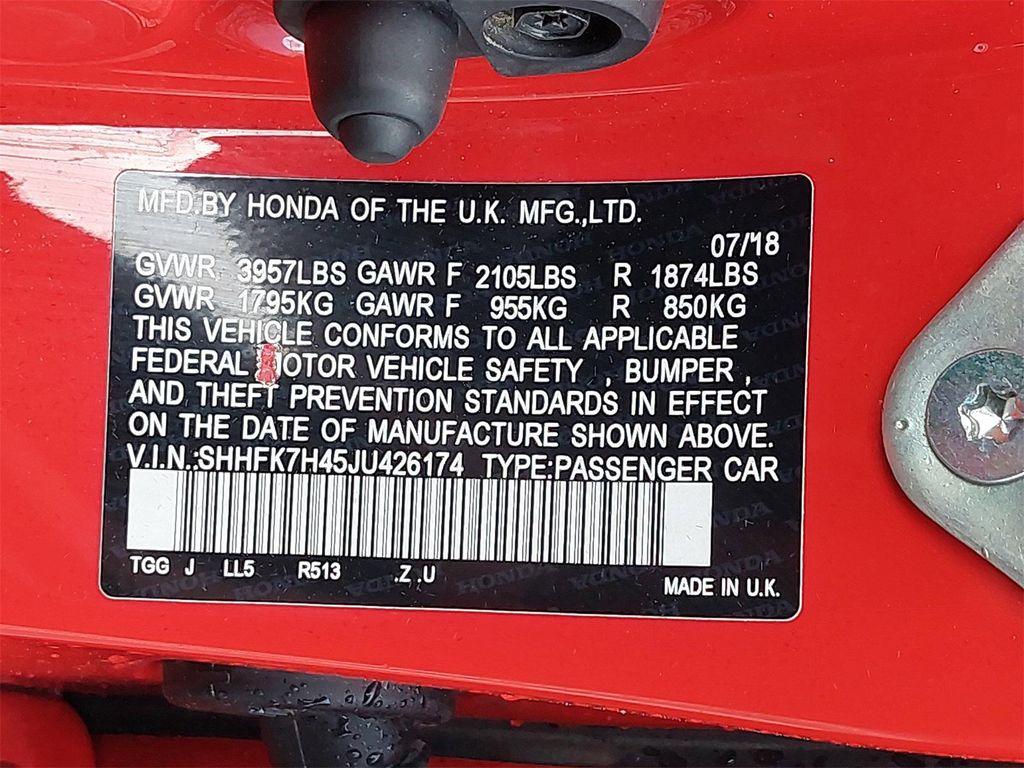 MFD.BY HONDA OF THE U.K. MFG.,LTD.
07/'18
GVWR 3957LBS GAWR F 2105LBS R 1874LBS
GVWR 1795KG GAWR F 955KG R 850KG
THIS VEHICLE CONFORMS TO ALL APPLICABLE
FEDERAL OTOR VEHICLE SAFETY , BUMPER ,
AND THEFT PREVENTION STANDARDS IN EFFECT
ON THE DATE OF MANUFACTURE SHOWN ABOVE.
V.I.N.:SHHFK7H45JU426174 TYPE:PASSENGER CAR
TGG J LL5 R513 .Z .U
MADE IN U.K.